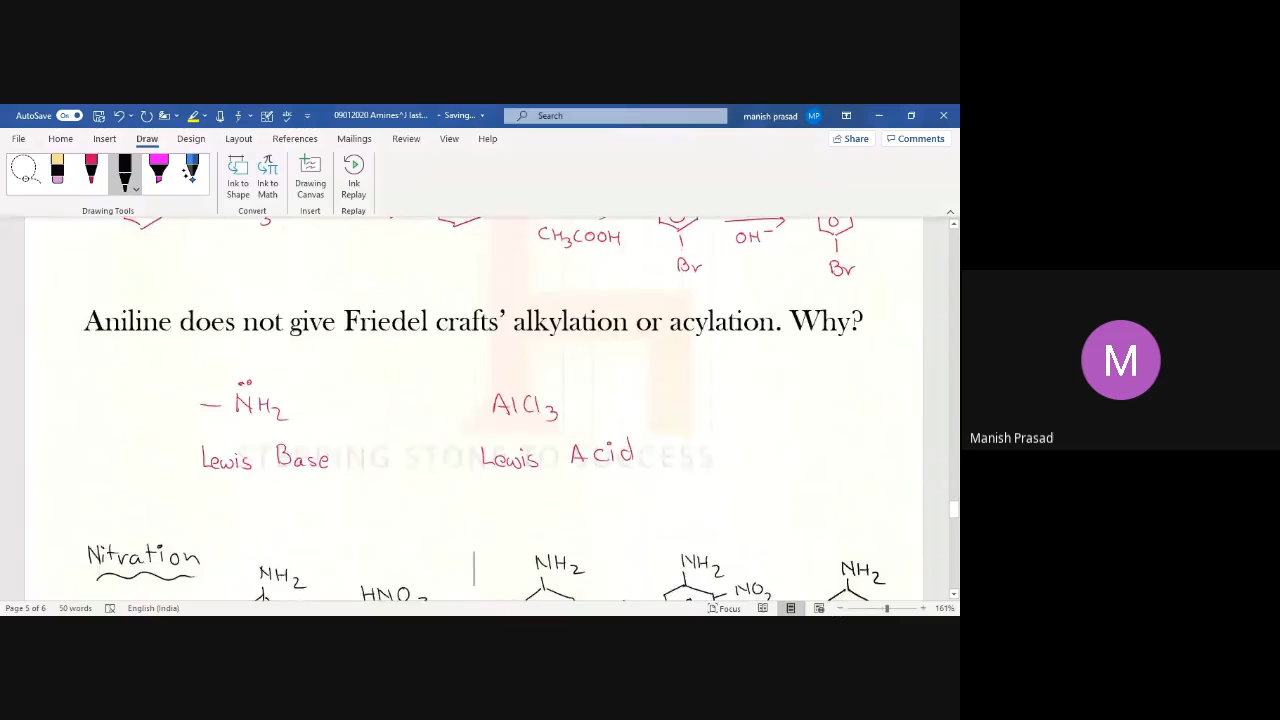 AutoSave On 09012020 Amines^J last... - Saving... Search manish prasad MP
File Home Insert Draw Design Layout References Mailings Review View Help Share Comments
Ink to Shape Ink to Math Drawing Canvas Ink Replay
Drawing Tools Convert Insert Replay
CH3COOH OH-
Br Br
Aniline does not give Friedel crafts’ alkylation or acylation. Why?
– NH2 AlCl3
Lewis Base Lewis Acid
STEPPING STONE TO SUCCESS
Nitration
NH2 HNO3 NH2 NH2 NO2 NH2
Page 5 of 6 50 words English (India) Focus 161%
M
Manish Prasad